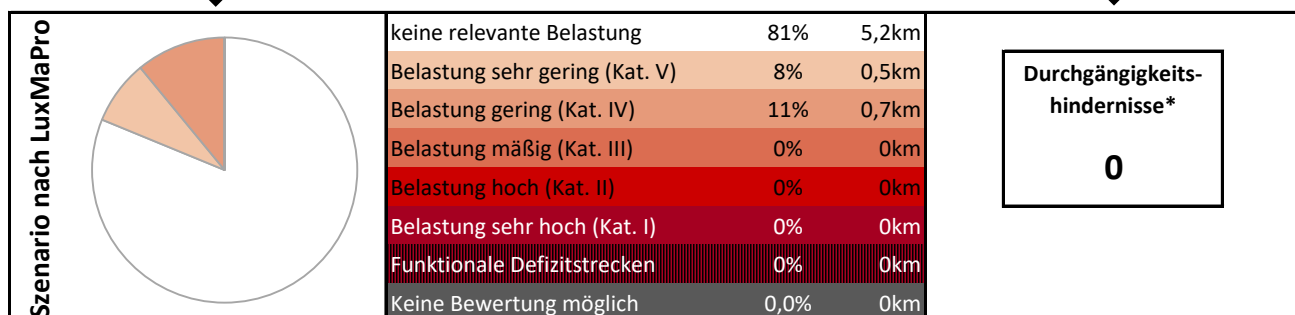 Szenario nach LuxMaPro
keine relevante Belastung 81% 5,2km
Belastung sehr gering (Kat. V) 8% 0,5km
Belastung gering (Kat. IV) 11% 0,7km
Belastung mäßig (Kat. III) 0% 0km
Belastung hoch (Kat. II) 0% 0km
Belastung sehr hoch (Kat. I) 0% 0km
Funktionale Defizitstrecken 0% 0km
Keine Bewertung möglich 0,0% 0km
Durchgängigkeits-
hindernisse*
0